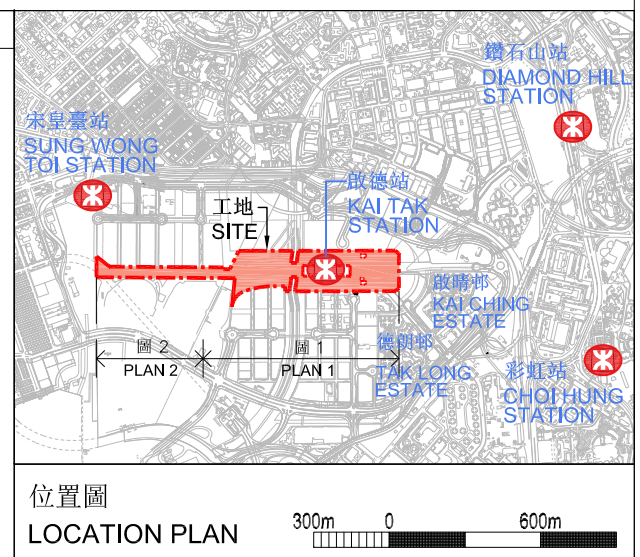 鑽石山站
DIAMOND HILL
STATION
宋皇臺站
SUNG WONG
TOI STATION
啟德站
KAI TAK
STATION
工地
SITE
啟晴邨
KAI CHING
ESTATE
圖 2
PLAN 2
圖 1
PLAN 1
德朗邨
TAK LONG
ESTATE
彩虹站
CHOI HUNG
STATION
位置圖
LOCATION PLAN
300m 0 600m